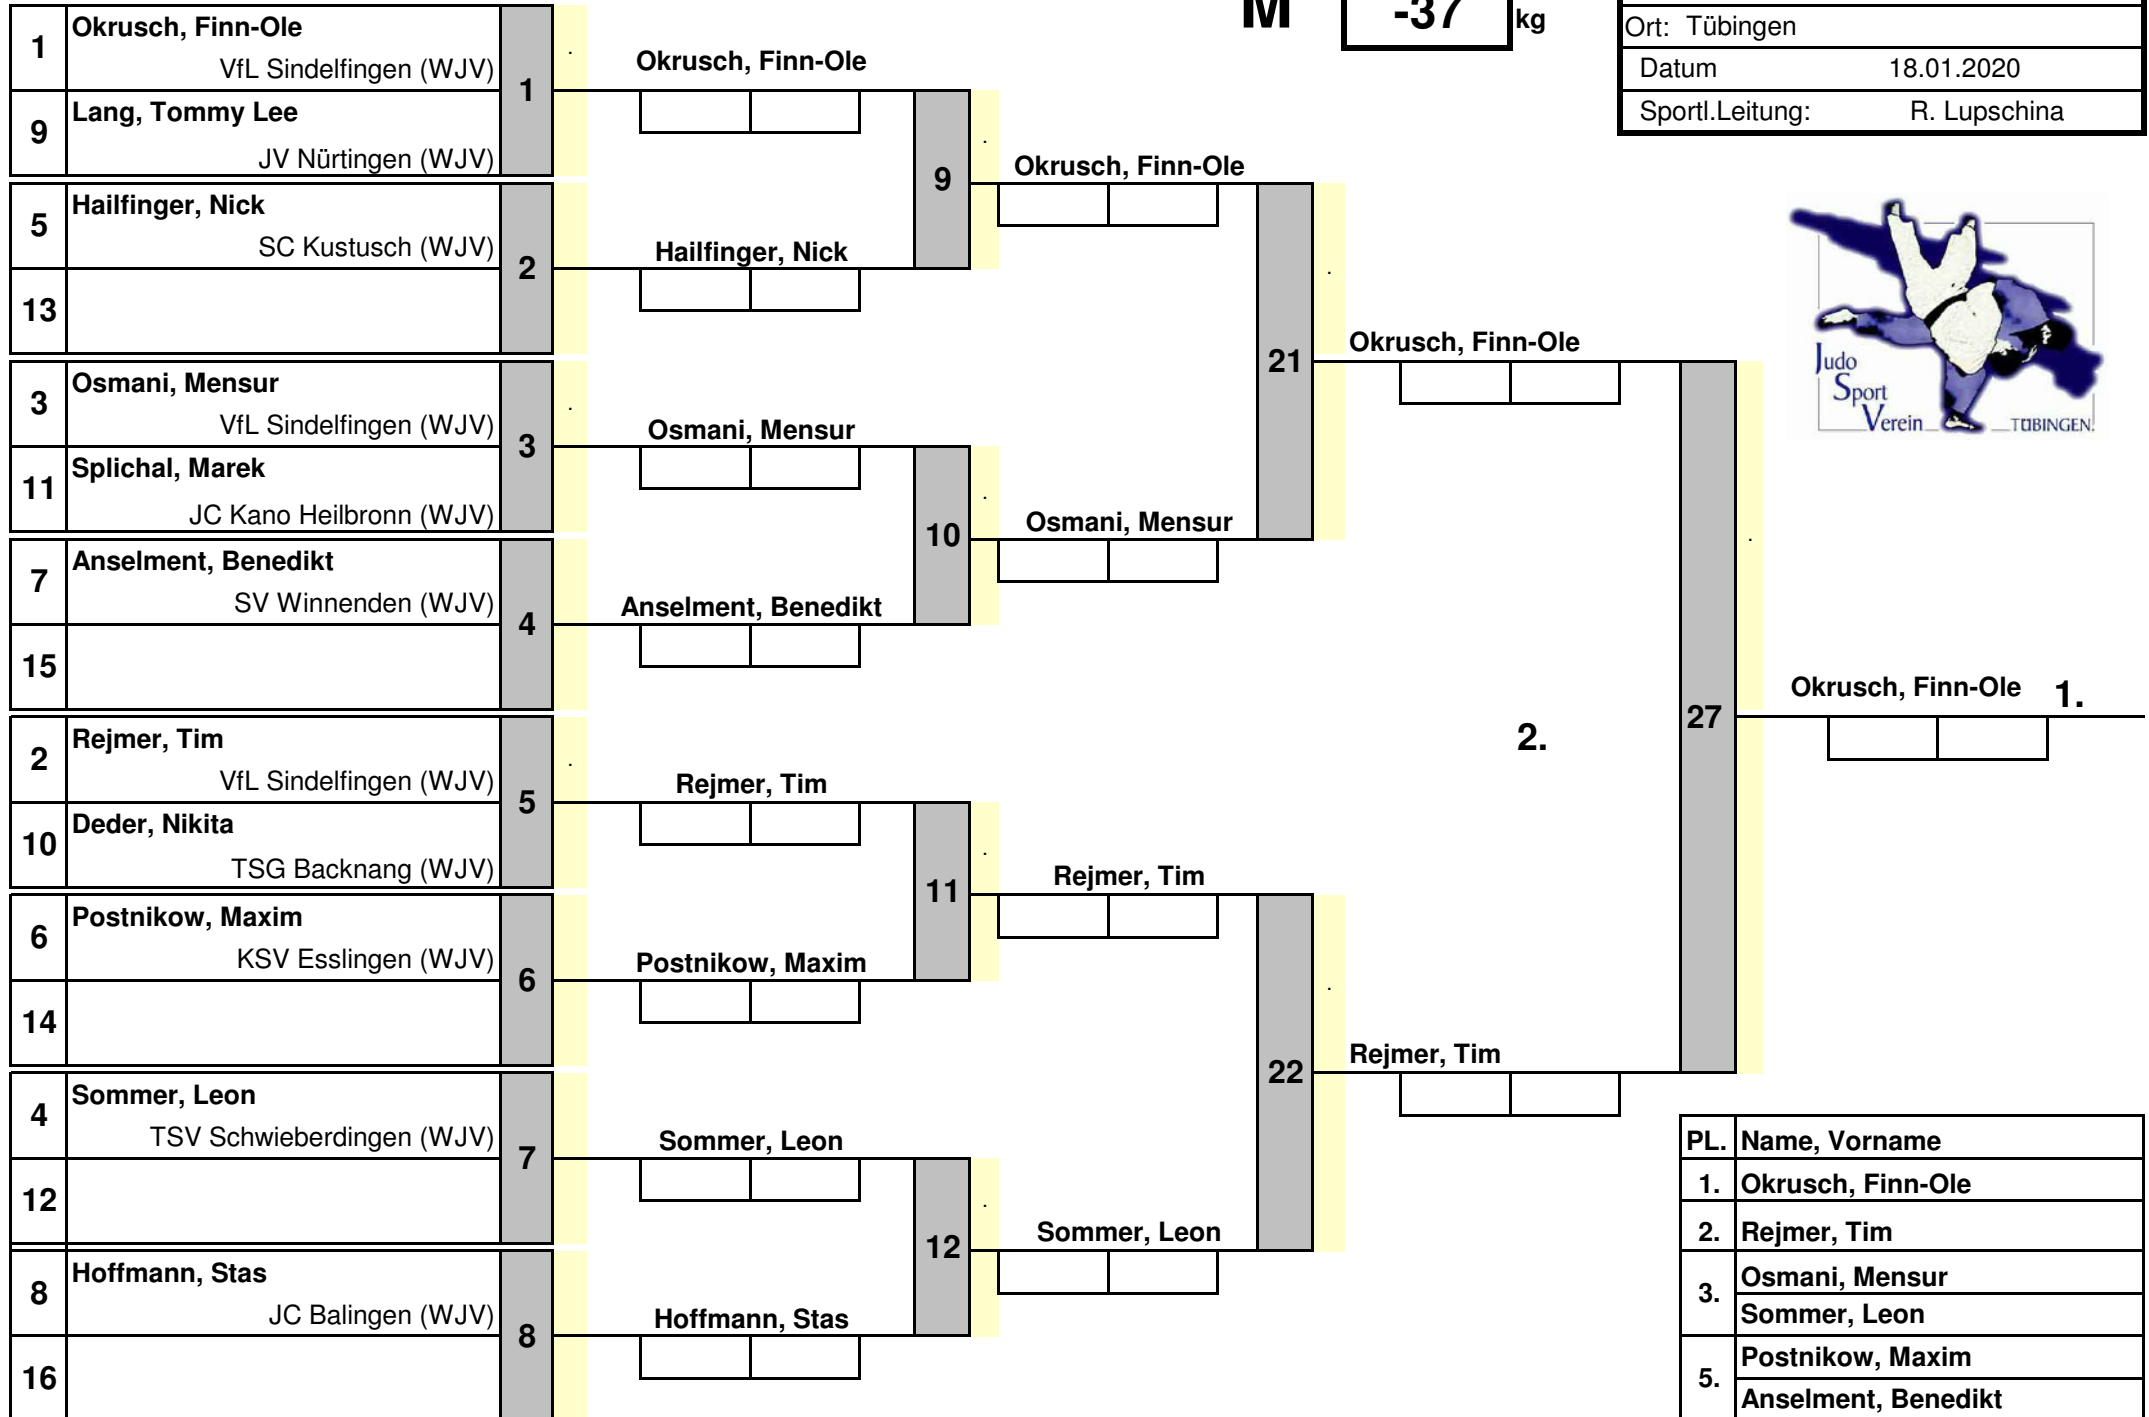 M -37 kg
Ort: Tübingen
Datum 18.01.2020
Sportl.Leitung: R. Lupschina
1 Okrusch, Finn-Ole
VfL Sindelfingen (WJV)
9 Lang, Tommy Lee
JV Nürtingen (WJV)
1
5 Hailfinger, Nick
SC Kustusch (WJV)
13
2
3 Osmani, Mensur
VfL Sindelfingen (WJV)
11 Splichal, Marek
JC Kano Heilbronn (WJV)
3
7 Anselment, Benedikt
SV Winnenden (WJV)
15
4
2 Rejmer, Tim
VfL Sindelfingen (WJV)
10 Deder, Nikita
TSG Backnang (WJV)
5
6 Postnikow, Maxim
KSV Esslingen (WJV)
14
6
4 Sommer, Leon
TSV Schwieberdingen (WJV)
12
7
8 Hoffmann, Stas
JC Balingen (WJV)
16
8
Okrusch, Finn-Ole
Hailfinger, Nick
9
Osmani, Mensur
Anselment, Benedikt
10
Rejmer, Tim
Postnikow, Maxim
11
Sommer, Leon
Hoffmann, Stas
12
Okrusch, Finn-Ole
Osmani, Mensur
21
Rejmer, Tim
Sommer, Leon
22
Okrusch, Finn-Ole
2.
Rejmer, Tim
27
Okrusch, Finn-Ole 1.
Judo
Sport
Verein TÜBINGEN
PL. Name, Vorname
1. Okrusch, Finn-Ole
2. Rejmer, Tim
3. Osmani, Mensur
Sommer, Leon
5. Postnikow, Maxim
Anselment, Benedikt